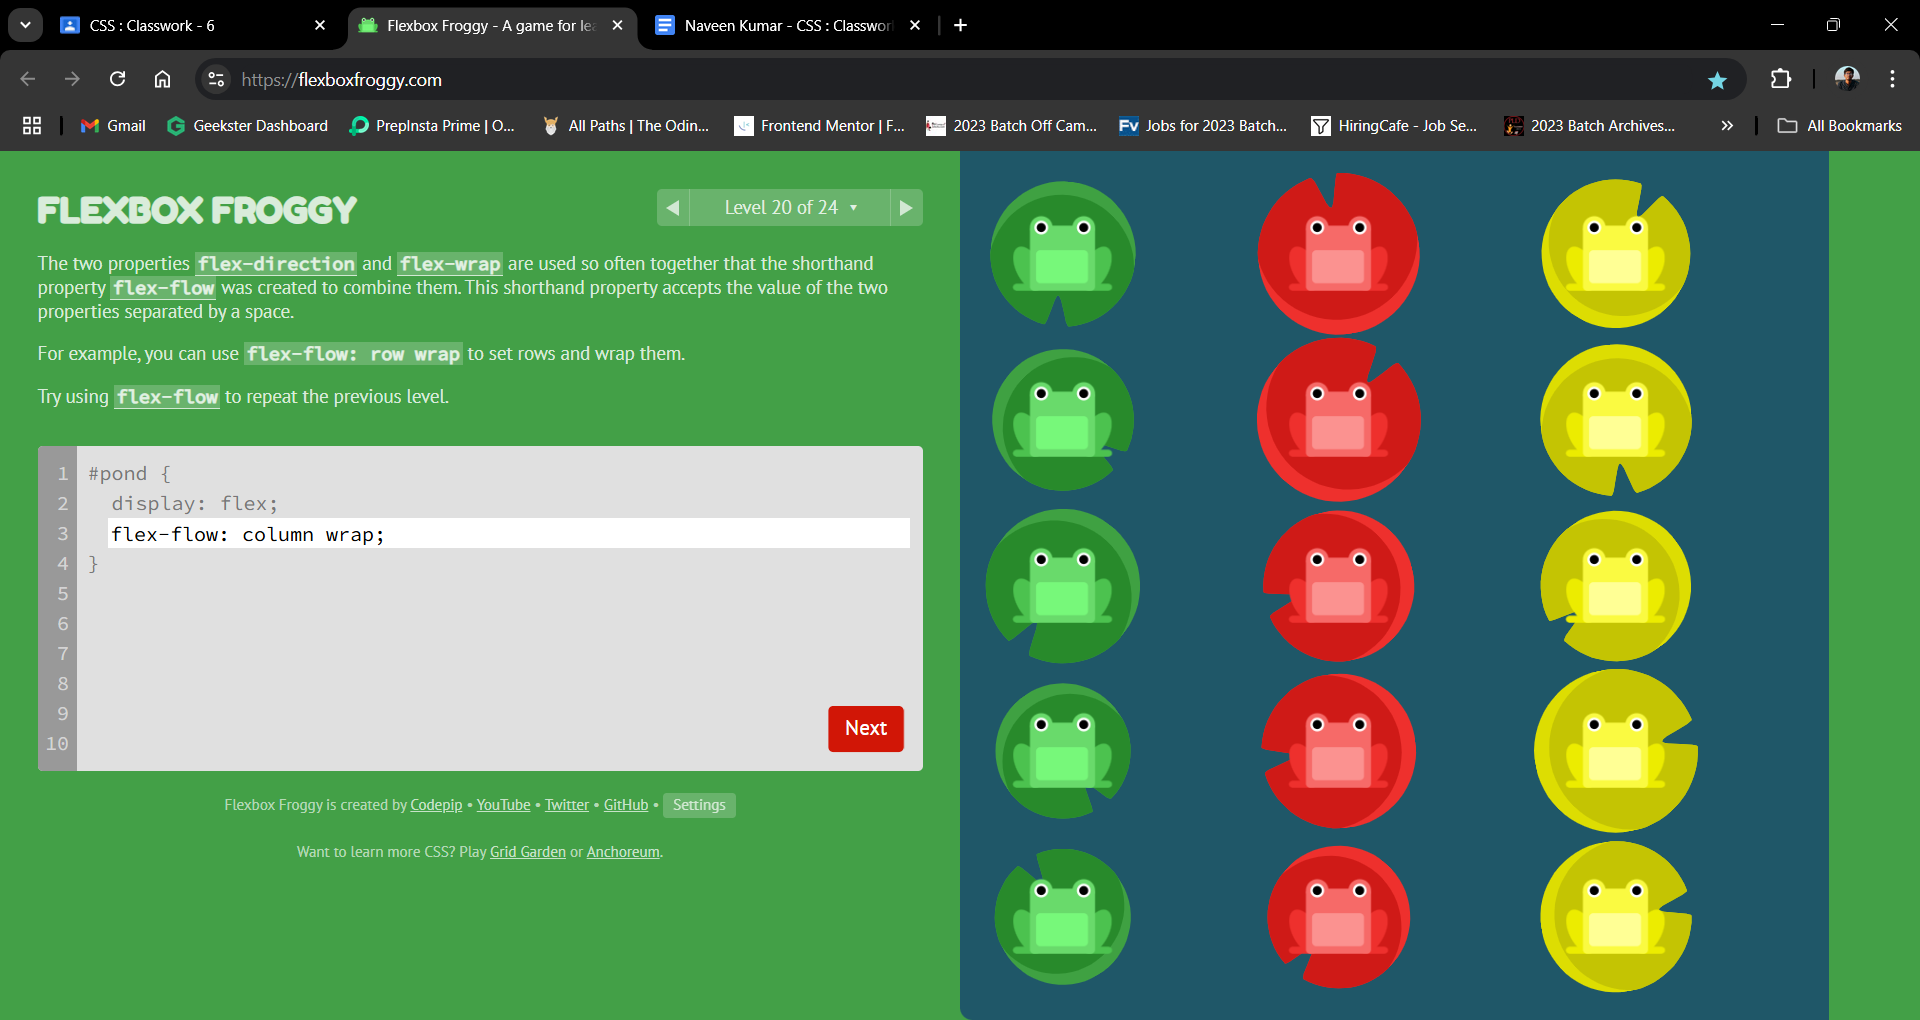 CSS : Classwork - 6
Flexbox Froggy - A game for le
Naveen Kumar - CSS : Classwor
https://flexboxfroggy.com
Gmail
Geekster Dashboard
PrepInsta Prime | O...
All Paths | The Odin...
Frontend Mentor | F...
2023 Batch Off Cam...
Fv Jobs for 2023 Batch...
HiringCafe - Job Se...
2023 Batch Archives...
All Bookmarks
FLEXBOX FROGGY
Level 20 of 24
The two properties flex-direction and flex-wrap are used so often together that the shorthand
property flex-flow was created to combine them. This shorthand property accepts the value of the two
properties separated by a space.
For example, you can use flex-flow: row wrap to set rows and wrap them.
Try using flex-flow to repeat the previous level.
1 #pond {
2 display: flex;
3 flex-flow: column wrap;
4 }
5
6
7
8
9
10
Next
Flexbox Froggy is created by Codepip • YouTube • Twitter • GitHub • Settings
Want to learn more CSS? Play Grid Garden or Anchoreum.